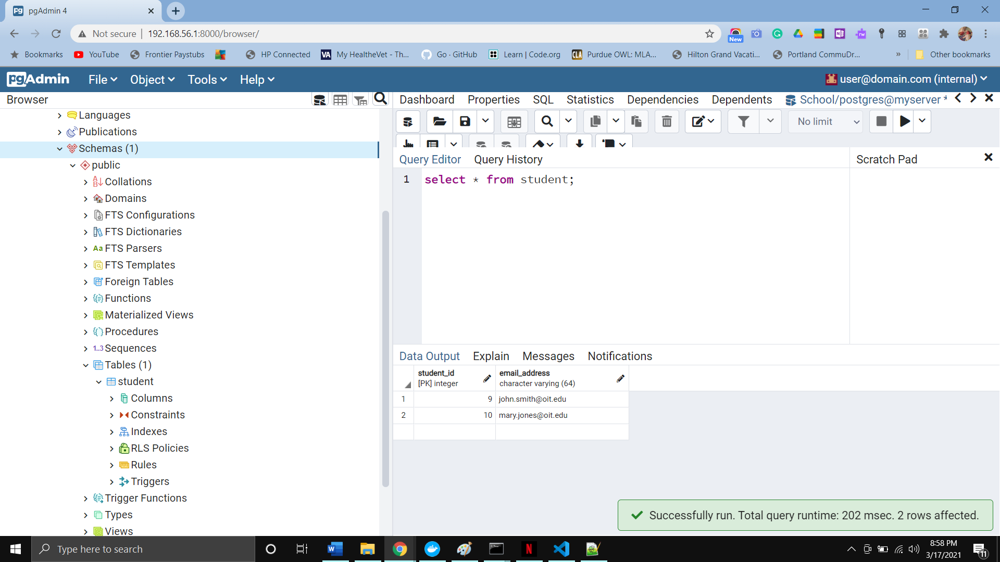 pgAdmin 4
Not secure | 192.168.56.1:8000/browser/
New
Bookmarks YouTube Frontier Paystubs HP Connected My HealtheVet - Th... Go · GitHub Learn | Code.org Purdue OWL: MLA... Hilton Grand Vacati... Portland CommuDr... » Other bookmarks
pgAdmin File Object Tools Help user@domain.com (internal)
Browser
Dashboard Properties SQL Statistics Dependencies Dependents School/postgres@myserver *
No limit
Languages
Publications
Schemas (1)
public
Collations
Domains
FTS Configurations
FTS Dictionaries
Aa FTS Parsers
FTS Templates
Foreign Tables
Functions
Materialized Views
Procedures
1..3 Sequences
Tables (1)
student
Columns
Constraints
Indexes
RLS Policies
Rules
Triggers
Trigger Functions
Types
Views
Query Editor Query History
Scratch Pad
1 select * from student;
Data Output Explain Messages Notifications
student_id email_address
[PK] integer character varying (64)
1 9 john.smith@oit.edu
2 10 mary.jones@oit.edu
Successfully run. Total query runtime: 202 msec. 2 rows affected.
Type here to search
8:58 PM
3/17/2021
11